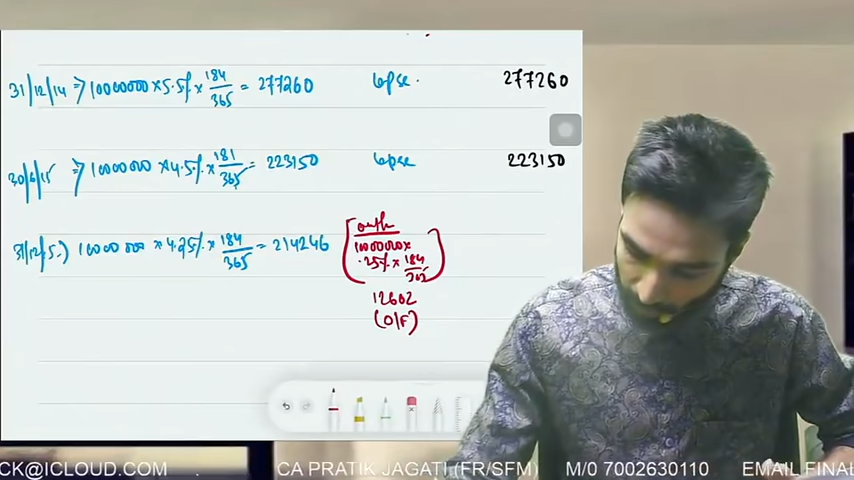 31/12/14 => 10000000 × 5.5% × 184/365 = 277260 lapse 277260
30/6/15 => 10000000 × 4.5% × 181/365 = 223150 lapse 223150
31/12/15 10000000 × 4.25% × 184/365 = 214246
10000000 ×
.25% × 184/365
12602
(O/F)
CK@ICLOUD.COM CA PRATIK JAGATI (FR/SFM) M/0 7002630110 EMAIL FINAL